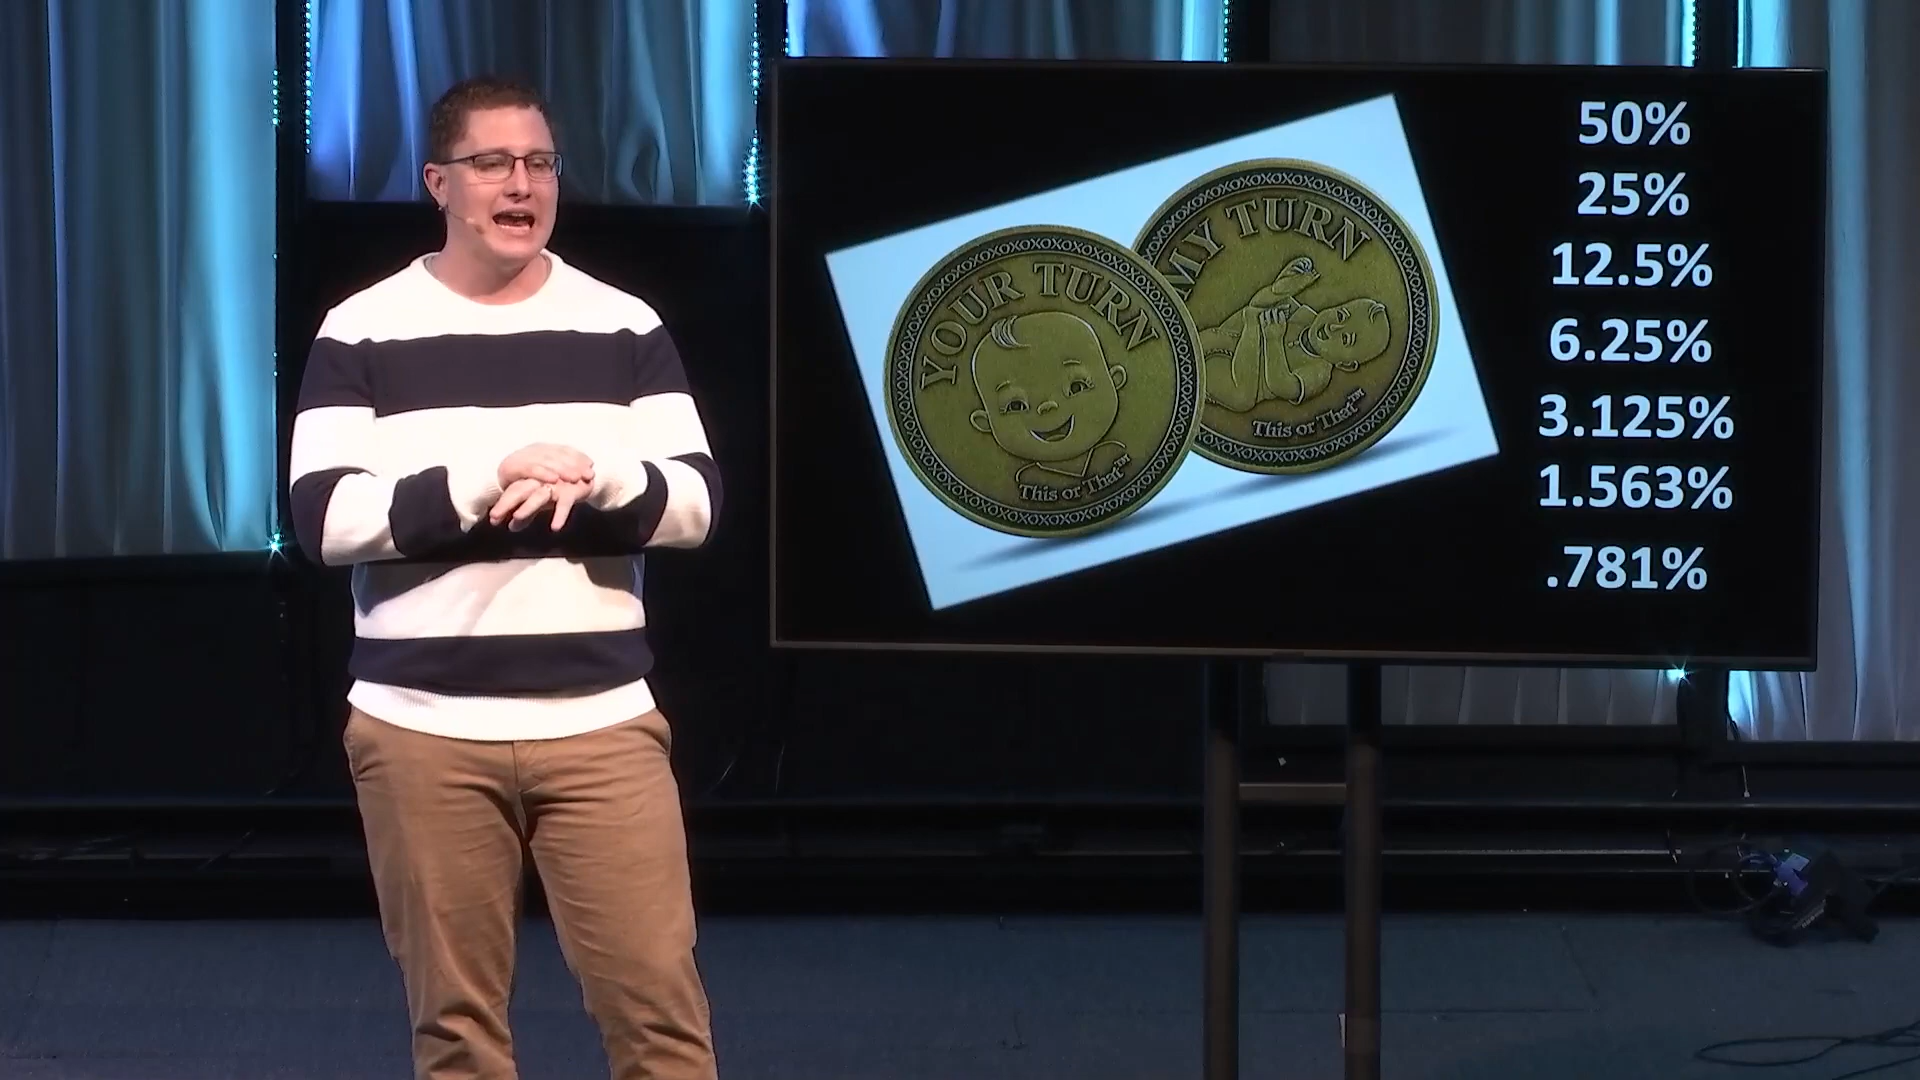 YOUR TURN
This or That™
MY TURN
This or That™
50%
25%
12.5%
6.25%
3.125%
1.563%
.781%